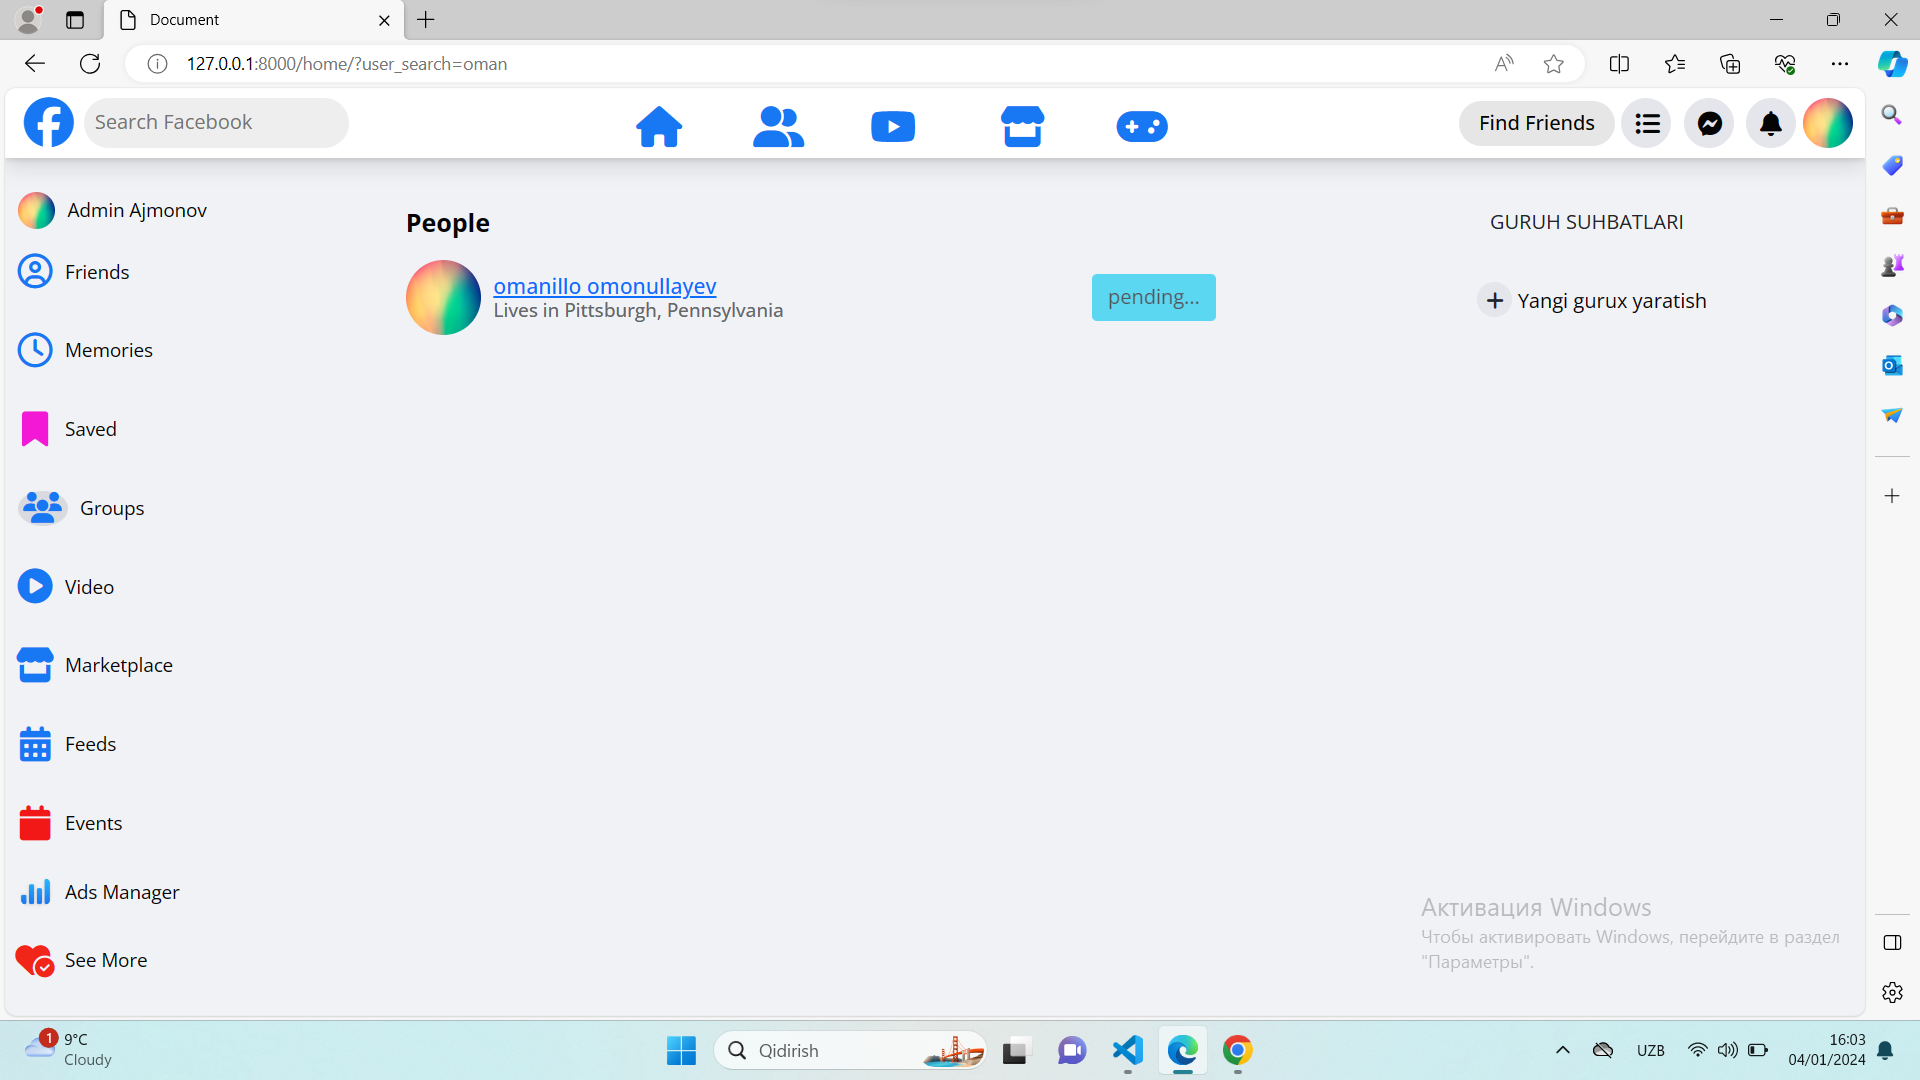 Document
127.0.0.1:8000/home/?user_search=oman
Search Facebook
Find Friends
Admin Ajmonov
Friends
Memories
Saved
Groups
Video
Marketplace
Feeds
Events
Ads Manager
See More
People
omanillo omonullayev
Lives in Pittsburgh, Pennsylvania
pending...
GURUH SUHBATLARI
Yangi gurux yaratish
Активация Windows
Чтобы активировать Windows, перейдите в раздел
"Параметры".
1
9°C
Cloudy
Qidirish
UZB
16:03
04/01/2024